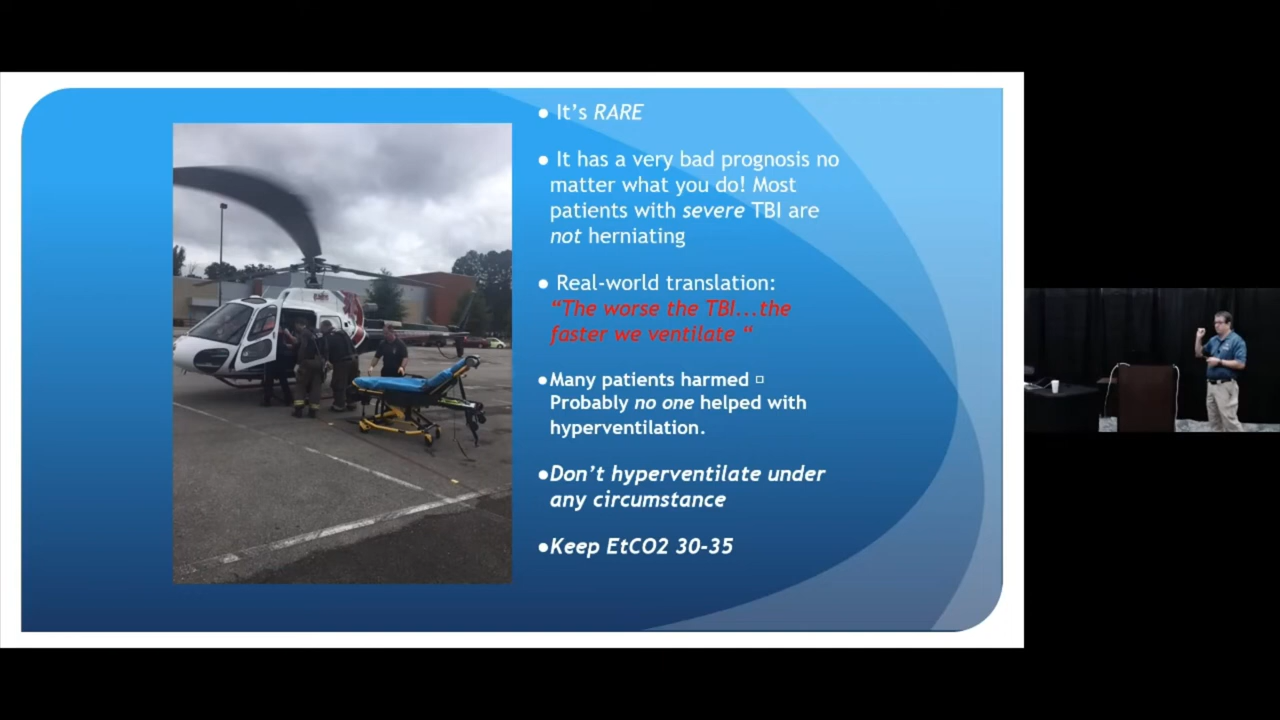 ● It's RARE
● It has a very bad prognosis no
matter what you do! Most
patients with severe TBI are
not herniating
● Real-world translation:
“The worse the TBI...the
faster we ventilate “
●Many patients harmed □
Probably no one helped with
hyperventilation.
●Don't hyperventilate under
any circumstance
●Keep EtCO2 30-35